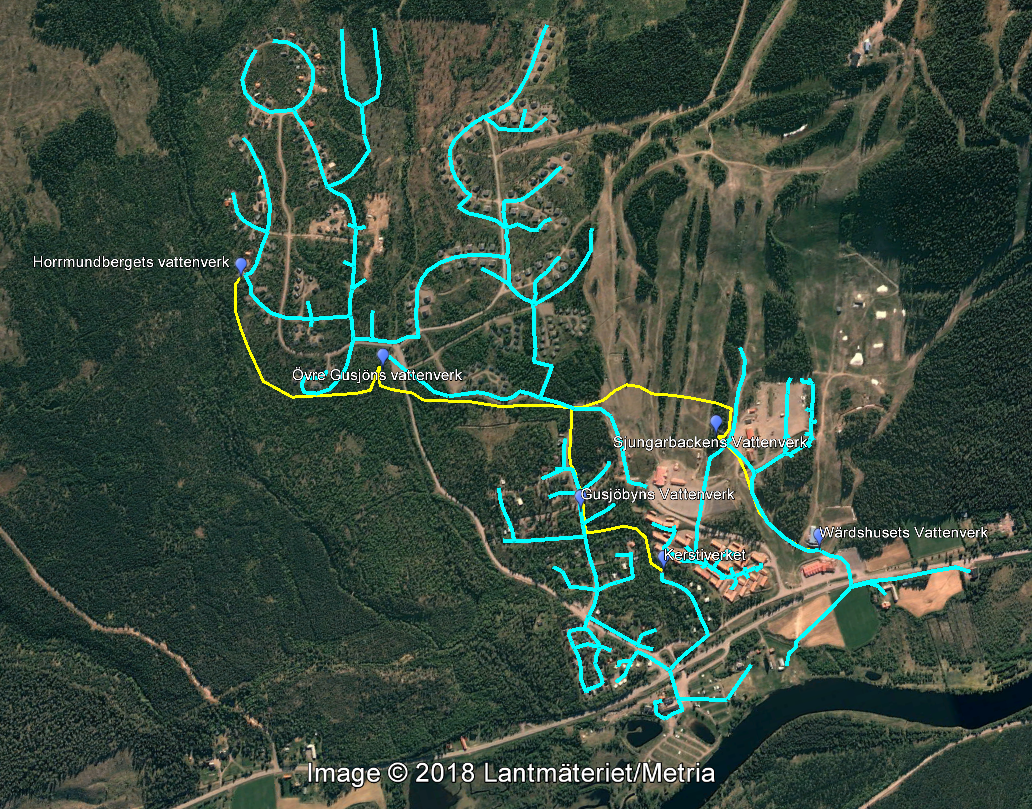 Horrmundbergets vattenverk
Övre Gusjöns vattenverk
Sjungarbackens Vattenverk
Gusjöbyns Vattenverk
Wärdshusets Vattenverk
Kerstiverket
Image © 2018 Lantmäteriet/Metria